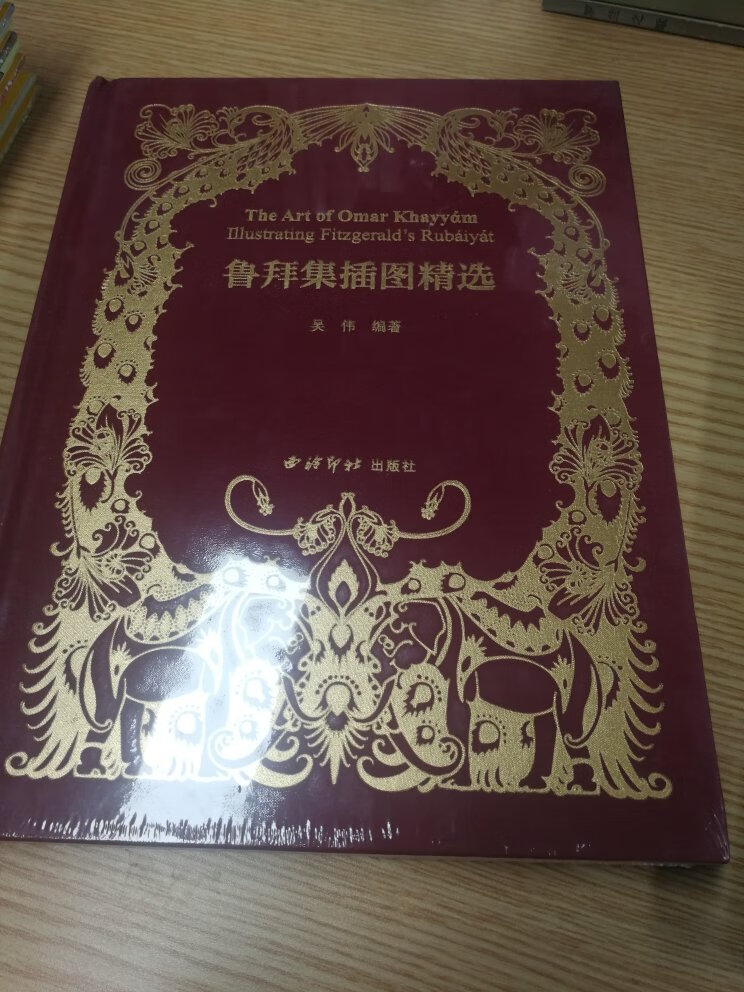 The Art of Omar Khayyám
Illustrating Fitzgerald's Rubáiyát
鲁拜集插图精选
吴 伟 编著
西泠印社 出版社